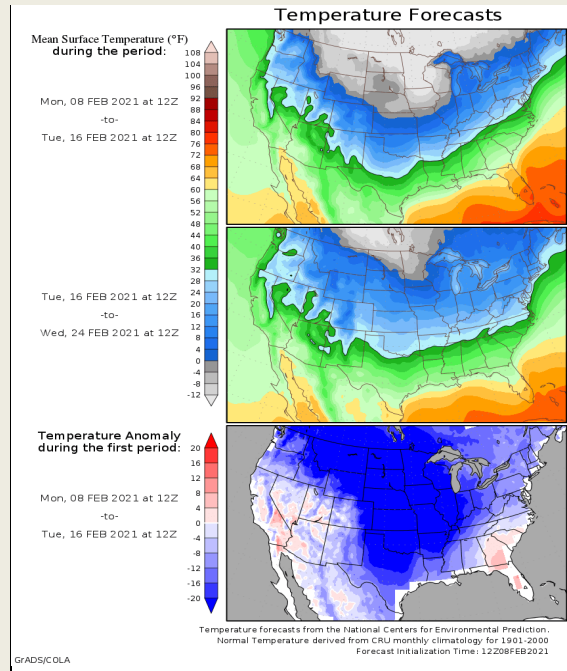 Temperature Forecasts
Mean Surface Temperature (°F)
during the period:
Mon, 08 FEB 2021 at 12Z
-to-
Tue, 16 FEB 2021 at 12Z
108
104
100
96
92
88
84
80
76
72
68
64
60
56
52
48
44
40
36
32
28
24
20
16
12
8
4
0
-4
-8
-12
Tue, 16 FEB 2021 at 12Z
-to-
Wed, 24 FEB 2021 at 12Z
Temperature Anomaly
during the first period:
Mon, 08 FEB 2021 at 12Z
-to-
Tue, 16 FEB 2021 at 12Z
20
16
12
8
4
0
-4
-8
-12
-16
-20
Temperature forecasts from the National Centers for Environmental Prediction.
Normal Temperature derived from CRU monthly climatology for 1901-2000
Forecast Initialization Time: 12Z08FEB2021
GrADS/COLA